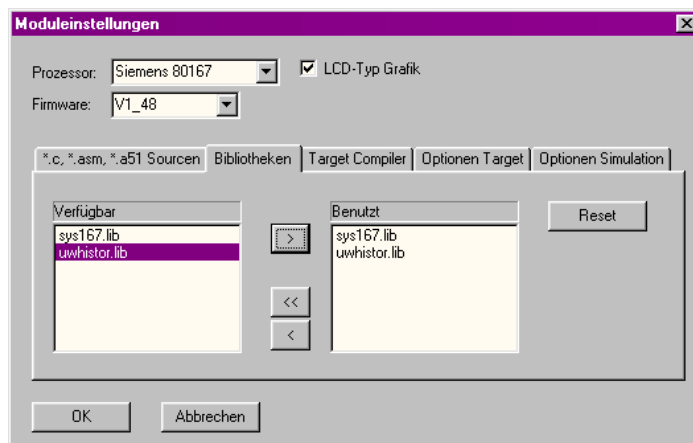 Moduleinstellungen
Prozessor: Siemens 80167 LCD-Typ Grafik
Firmware: V1_48
*.c, *.asm, *.a51 Sourcen Bibliotheken Target Compiler Optionen Target Optionen Simulation
Verfügbar > Benutzt Reset
sys167.lib sys167.lib
uwhistor.lib uwhistor.lib
<<
<
OK Abbrechen